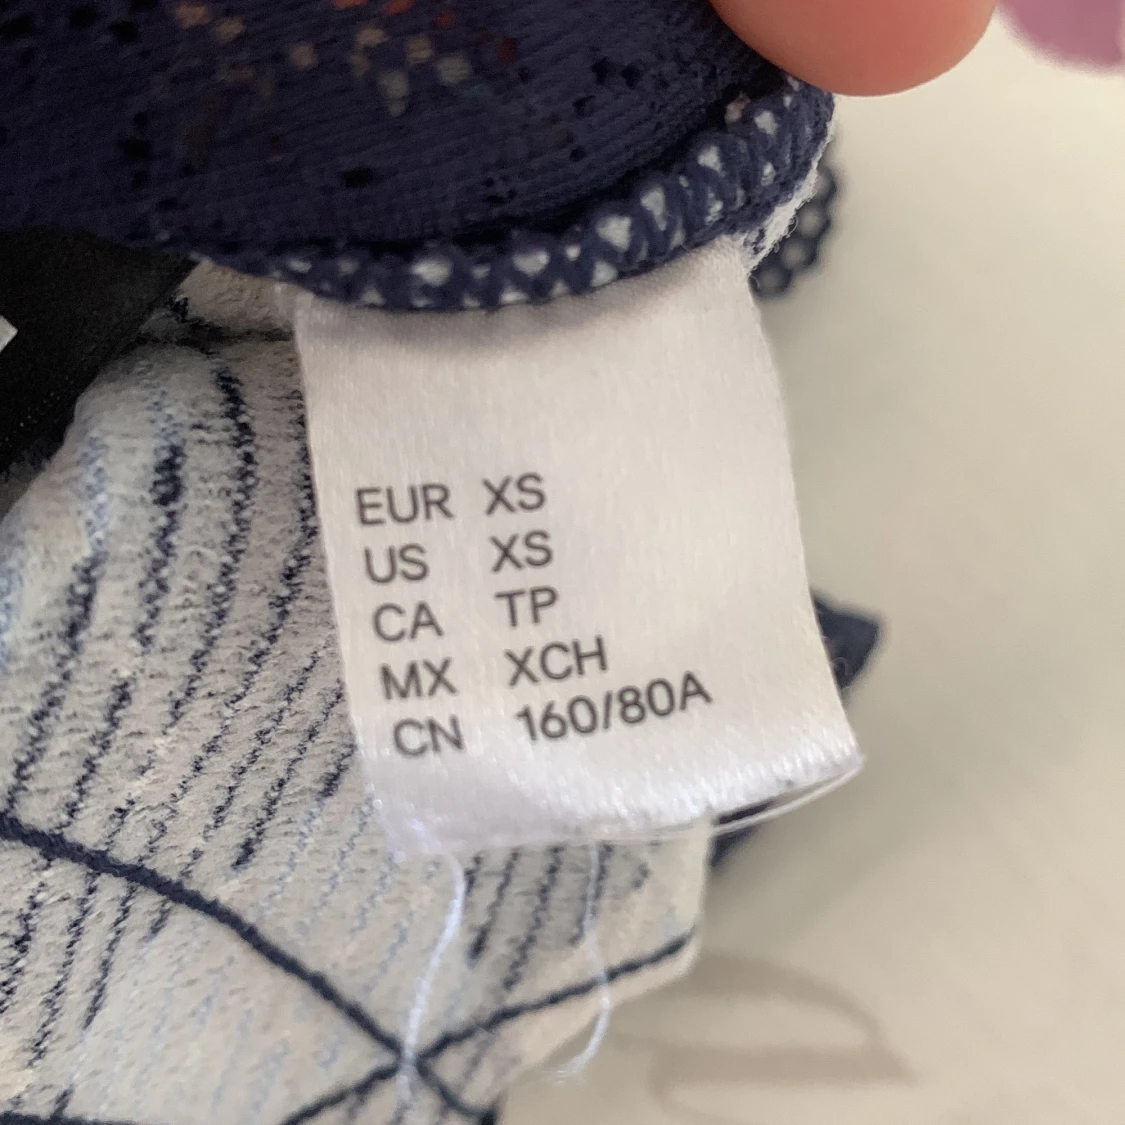 EUR XS
US XS
CA TP
MX XCH
CN 160/80A